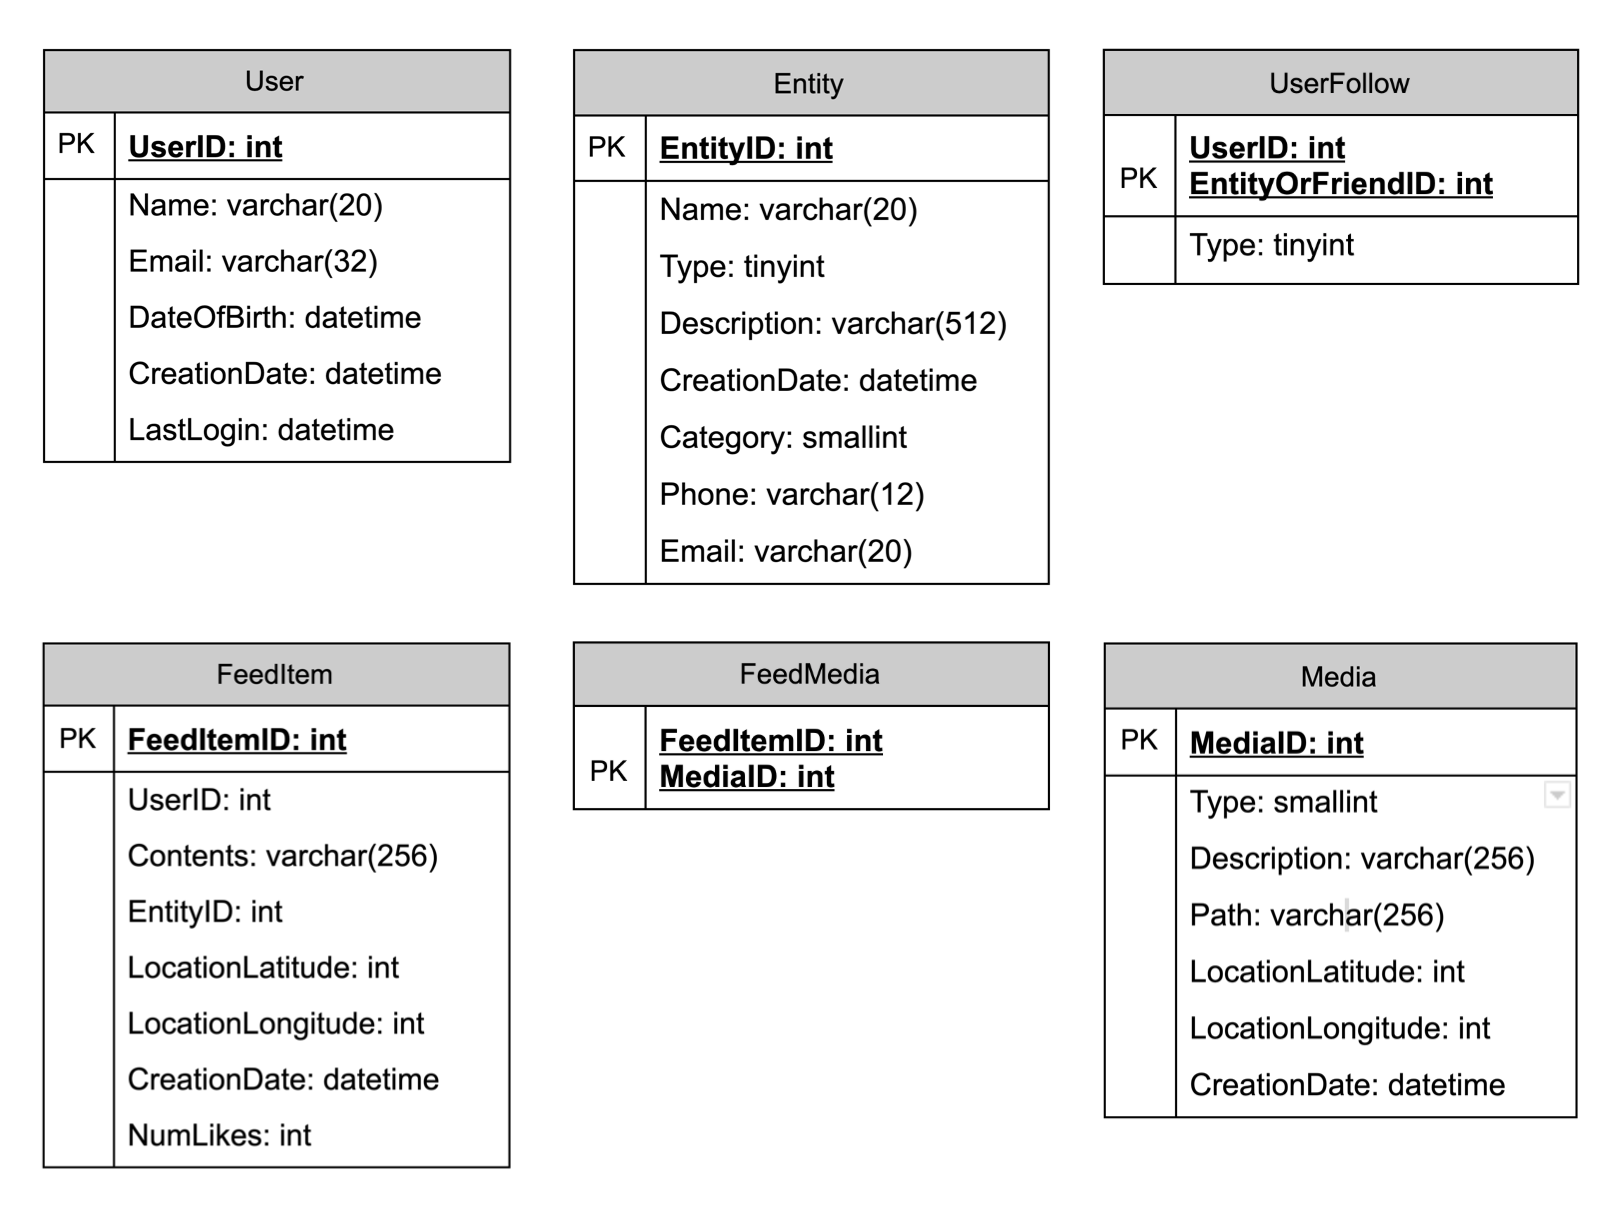 User
PK
UserID: int
Name: varchar(20)
Email: varchar(32)
DateOfBirth: datetime
CreationDate: datetime
LastLogin: datetime
Entity
PK
EntityID: int
Name: varchar(20)
Type: tinyint
Description: varchar(512)
CreationDate: datetime
Category: smallint
Phone: varchar(12)
Email: varchar(20)
UserFollow
PK
UserID: int
EntityOrFriendID: int
Type: tinyint
FeedItem
PK
FeedItemID: int
UserID: int
Contents: varchar(256)
EntityID: int
LocationLatitude: int
LocationLongitude: int
CreationDate: datetime
NumLikes: int
FeedMedia
PK
FeedItemID: int
MediaID: int
Media
PK
MediaID: int
Type: smallint
Description: varchar(256)
Path: varchar(256)
LocationLatitude: int
LocationLongitude: int
CreationDate: datetime